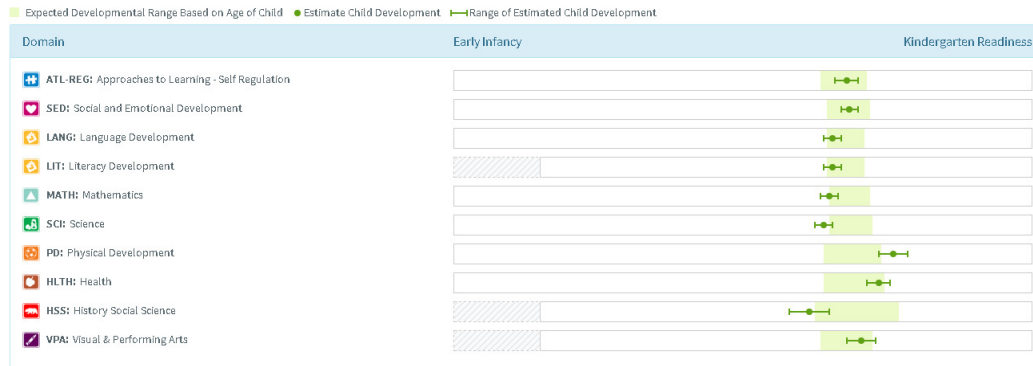 Expected Developmental Range Based on Age of Child Estimate Child Development Range of Estimated Child Development
Domain Early Infancy Kindergarten Readiness
ATL-REG: Approaches to Learning - Self Regulation
SED: Social and Emotional Development
LANG: Language Development
LIT: Literacy Development
MATH: Mathematics
SCI: Science
PD: Physical Development
HLTH: Health
HSS: History Social Science
VPA: Visual & Performing Arts